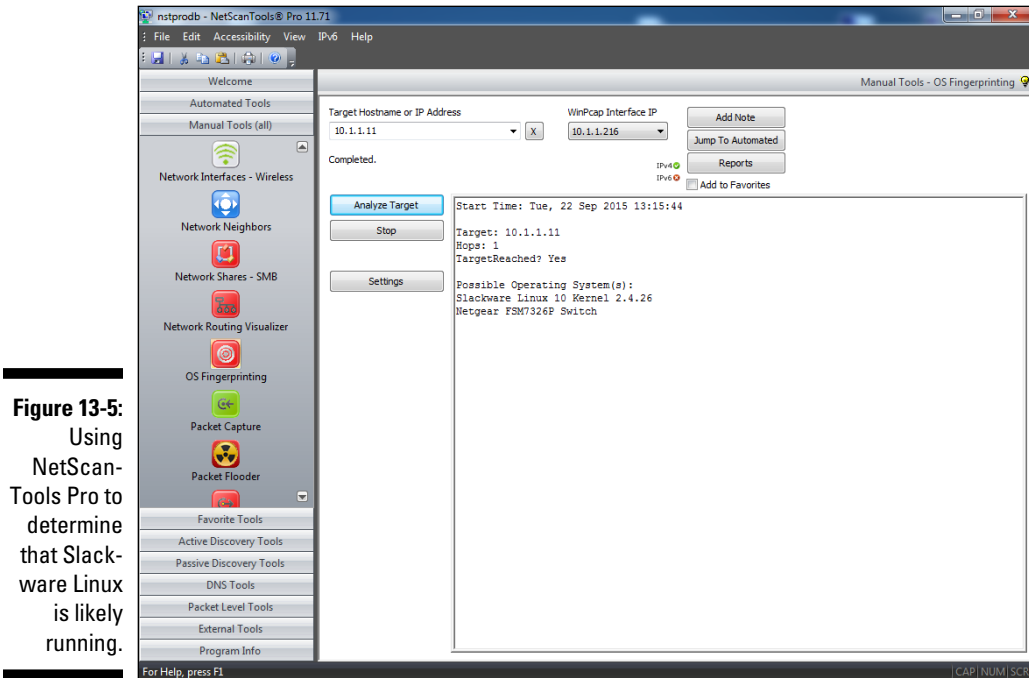 nstprodb - NetScanTools® Pro 11.71
File Edit Accessibility View IPv6 Help
Welcome
Automated Tools
Manual Tools (all)
Network Interfaces - Wireless
Network Neighbors
Network Shares - SMB
Network Routing Visualizer
OS Fingerprinting
Packet Capture
Packet Flooder
Favorite Tools
Active Discovery Tools
Passive Discovery Tools
DNS Tools
Packet Level Tools
External Tools
Program Info
Manual Tools - OS Fingerprinting
Target Hostname or IP Address
10.1.1.11
X
WinPcap Interface IP
10.1.1.216
Add Note
Jump To Automated
Reports
Add to Favorites
Completed.
IPv4
IPv6
Analyze Target
Stop
Settings
Start Time: Tue, 22 Sep 2015 13:15:44
Target: 10.1.1.11
Hops: 1
TargetReached? Yes
Possible Operating System(s):
Slackware Linux 10 Kernel 2.4.26
Netgear FSM7326P Switch
For Help, press F1
CAP NUM SCR
Figure 13-5:
Using
NetScan-
Tools Pro to
determine
that Slack-
ware Linux
is likely
running.